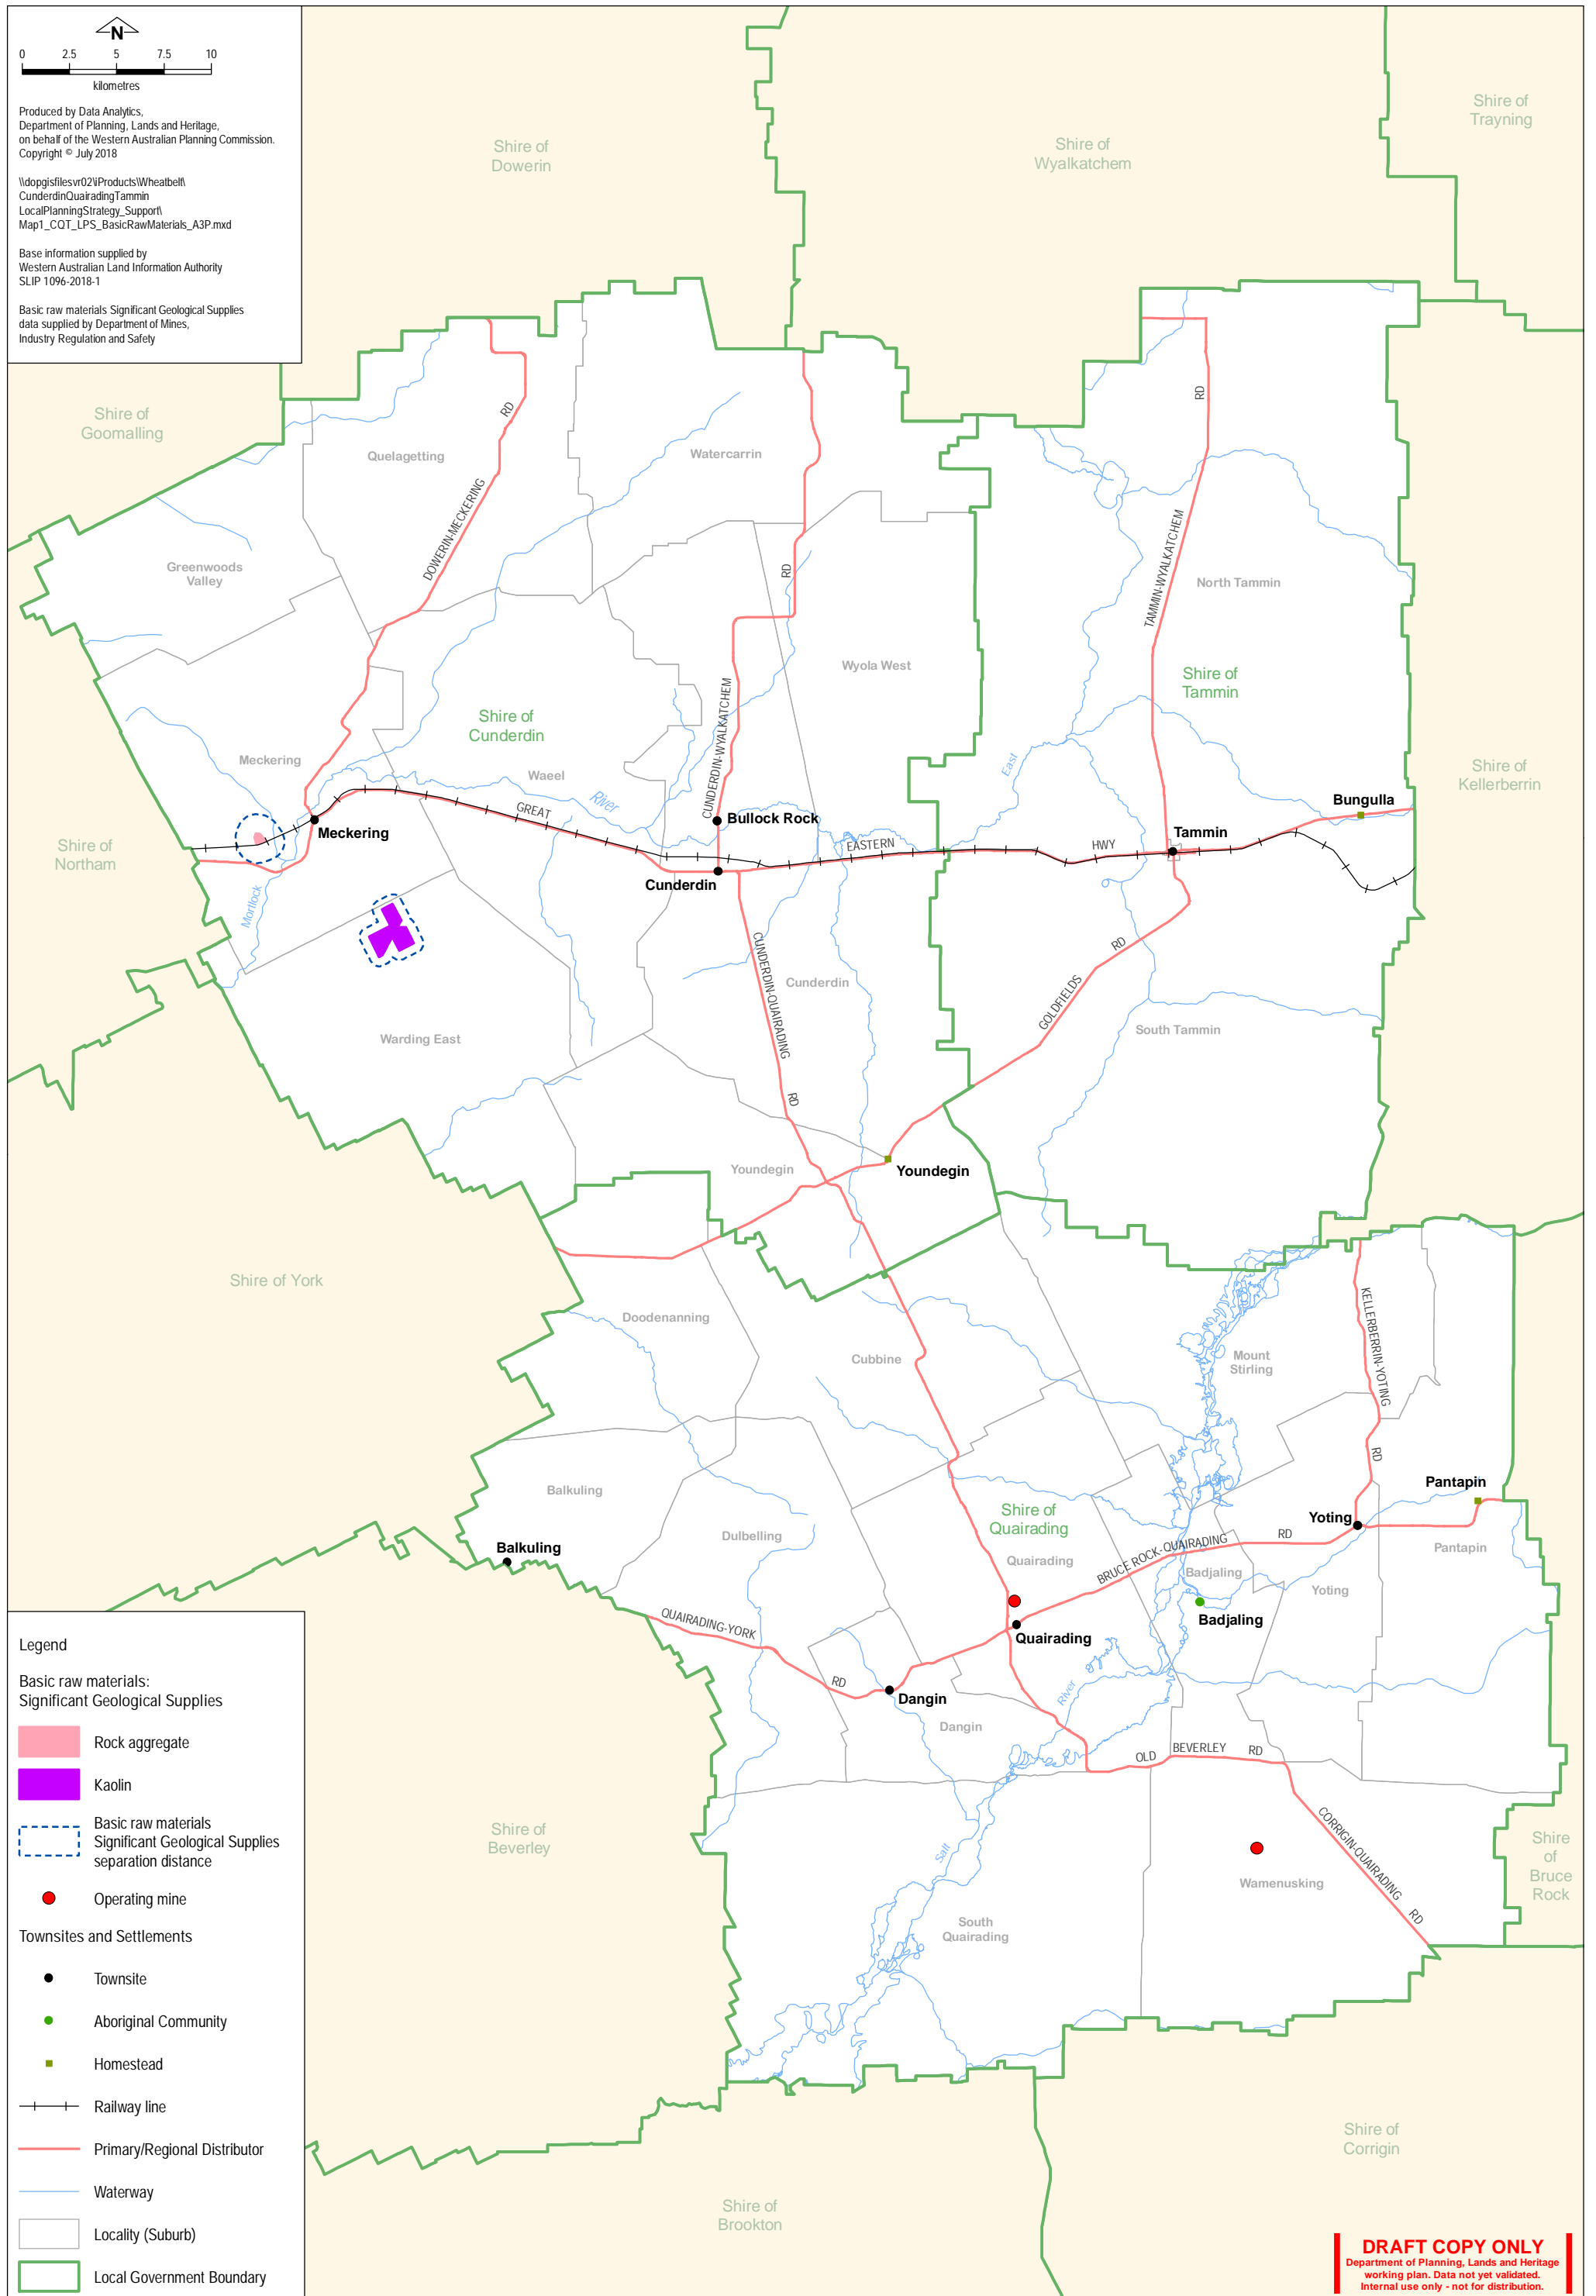 N
0 2.5 5 7.5 10
kilometres
Produced by Data Analytics,
Department of Planning, Lands and Heritage,
on behalf of the Western Australian Planning Commission.
Copyright © July 2018
\\dopgisfilesvr02\iProducts\Wheatbelt\
CunderdinQuairadingTammin
LocalPlanningStrategy_Support\
Map1_CQT_LPS_BasicRawMaterials_A3P.mxd
Base information supplied by
Western Australian Land Information Authority
SLIP 1096-2018-1
Basic raw materials Significant Geological Supplies
data supplied by Department of Mines,
Industry Regulation and Safety
Shire of
Dowerin
Shire of
Wyalkatchem
Shire of
Trayning
Shire of
Goomalling
Quelagetting
RD
DOWERIN-MECKERING
Watercarrin
RD
Greenwoods
Valley
RD
TAMMIN-WYALKATCHEM
North Tammin
Wyola West
Shire of
Tammin
Shire of
Cunderdin
CUNDERDIN-WYALKATCHEM
Meckering
Waeel
River
East
Shire of
Kellerberrin
GREAT
Bungulla
Meckering
Bullock Rock
Tammin
EASTERN
HWY
Shire of
Northam
Cunderdin
Mortlock
RD
GOLDFIELDS
CUNDERDIN-QUAIRADING
RD
Cunderdin
South Tammin
Warding East
Youndegin
Youndegin
Shire of York
Doodenanning
Cubbine
Mount
Stirling
KELLERBERRIN-YOTING
RD
Balkuling
Dulbelling
Shire of
Quairading
Quairading
Pantapin
Yoting
Pantapin
Balkuling
BRUCE ROCK-QUAIRADING
RD
Badjaling
Yoting
Badjaling
QUAIRADING-YORK
RD
Quairading
River
Dangin
Dangin
OLD
BEVERLEY
RD
CORRIGIN-QUAIRADING
RD
Shire of
Beverley
Salt
Wamenusking
Shire
of
Bruce
Rock
South
Quairading
Shire of
Corrigin
Shire of
Brookton
Legend
Basic raw materials:
Significant Geological Supplies
Rock aggregate
Kaolin
Basic raw materials
Significant Geological Supplies
separation distance
Operating mine
Townsites and Settlements
Townsite
Aboriginal Community
Homestead
Railway line
Primary/Regional Distributor
Waterway
Locality (Suburb)
Local Government Boundary
DRAFT COPY ONLY
Department of Planning, Lands and Heritage
working plan. Data not yet validated.
Internal use only - not for distribution.